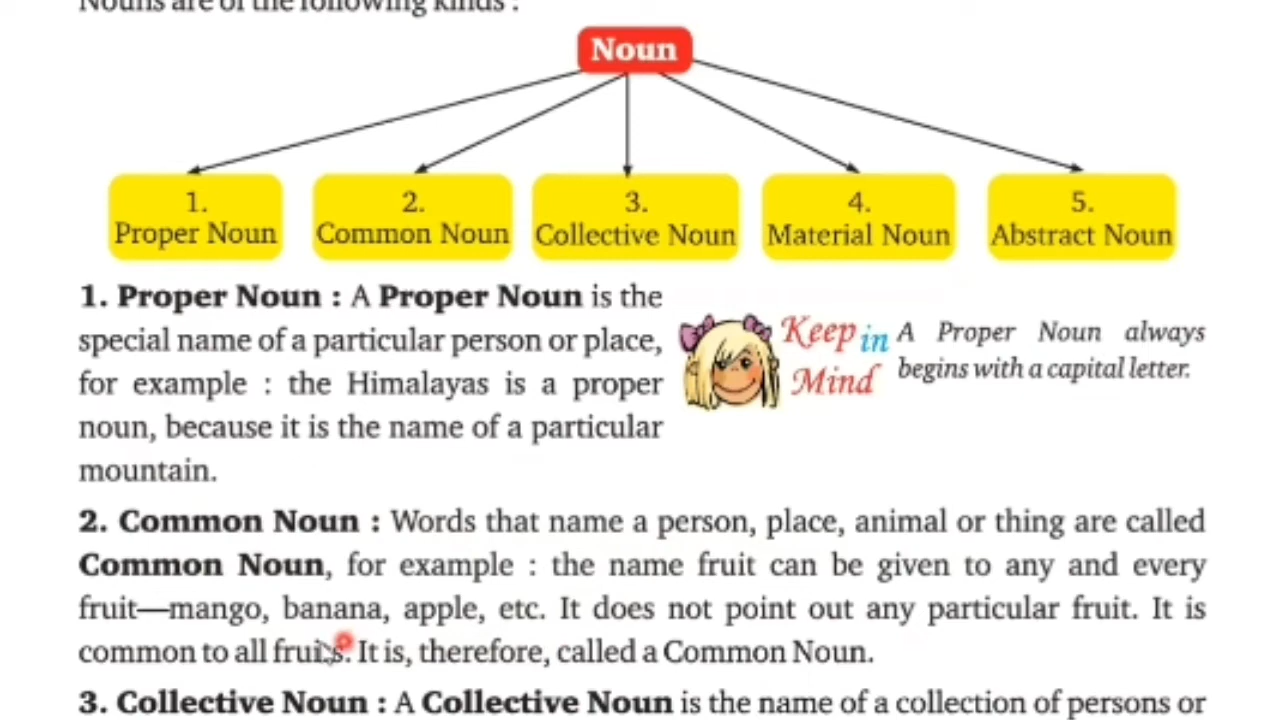 Nouns are of the following kinds :
Noun
1.
Proper Noun
2.
Common Noun
3.
Collective Noun
4.
Material Noun
5.
Abstract Noun
1. Proper Noun : A Proper Noun is the
special name of a particular person or place,
for example : the Himalayas is a proper
noun, because it is the name of a particular
mountain.
Keep in
Mind
A Proper Noun always
begins with a capital letter.
2. Common Noun : Words that name a person, place, animal or thing are called
Common Noun, for example : the name fruit can be given to any and every
fruit—mango, banana, apple, etc. It does not point out any particular fruit. It is
common to all fruits. It is, therefore, called a Common Noun.
3. Collective Noun : A Collective Noun is the name of a collection of persons or